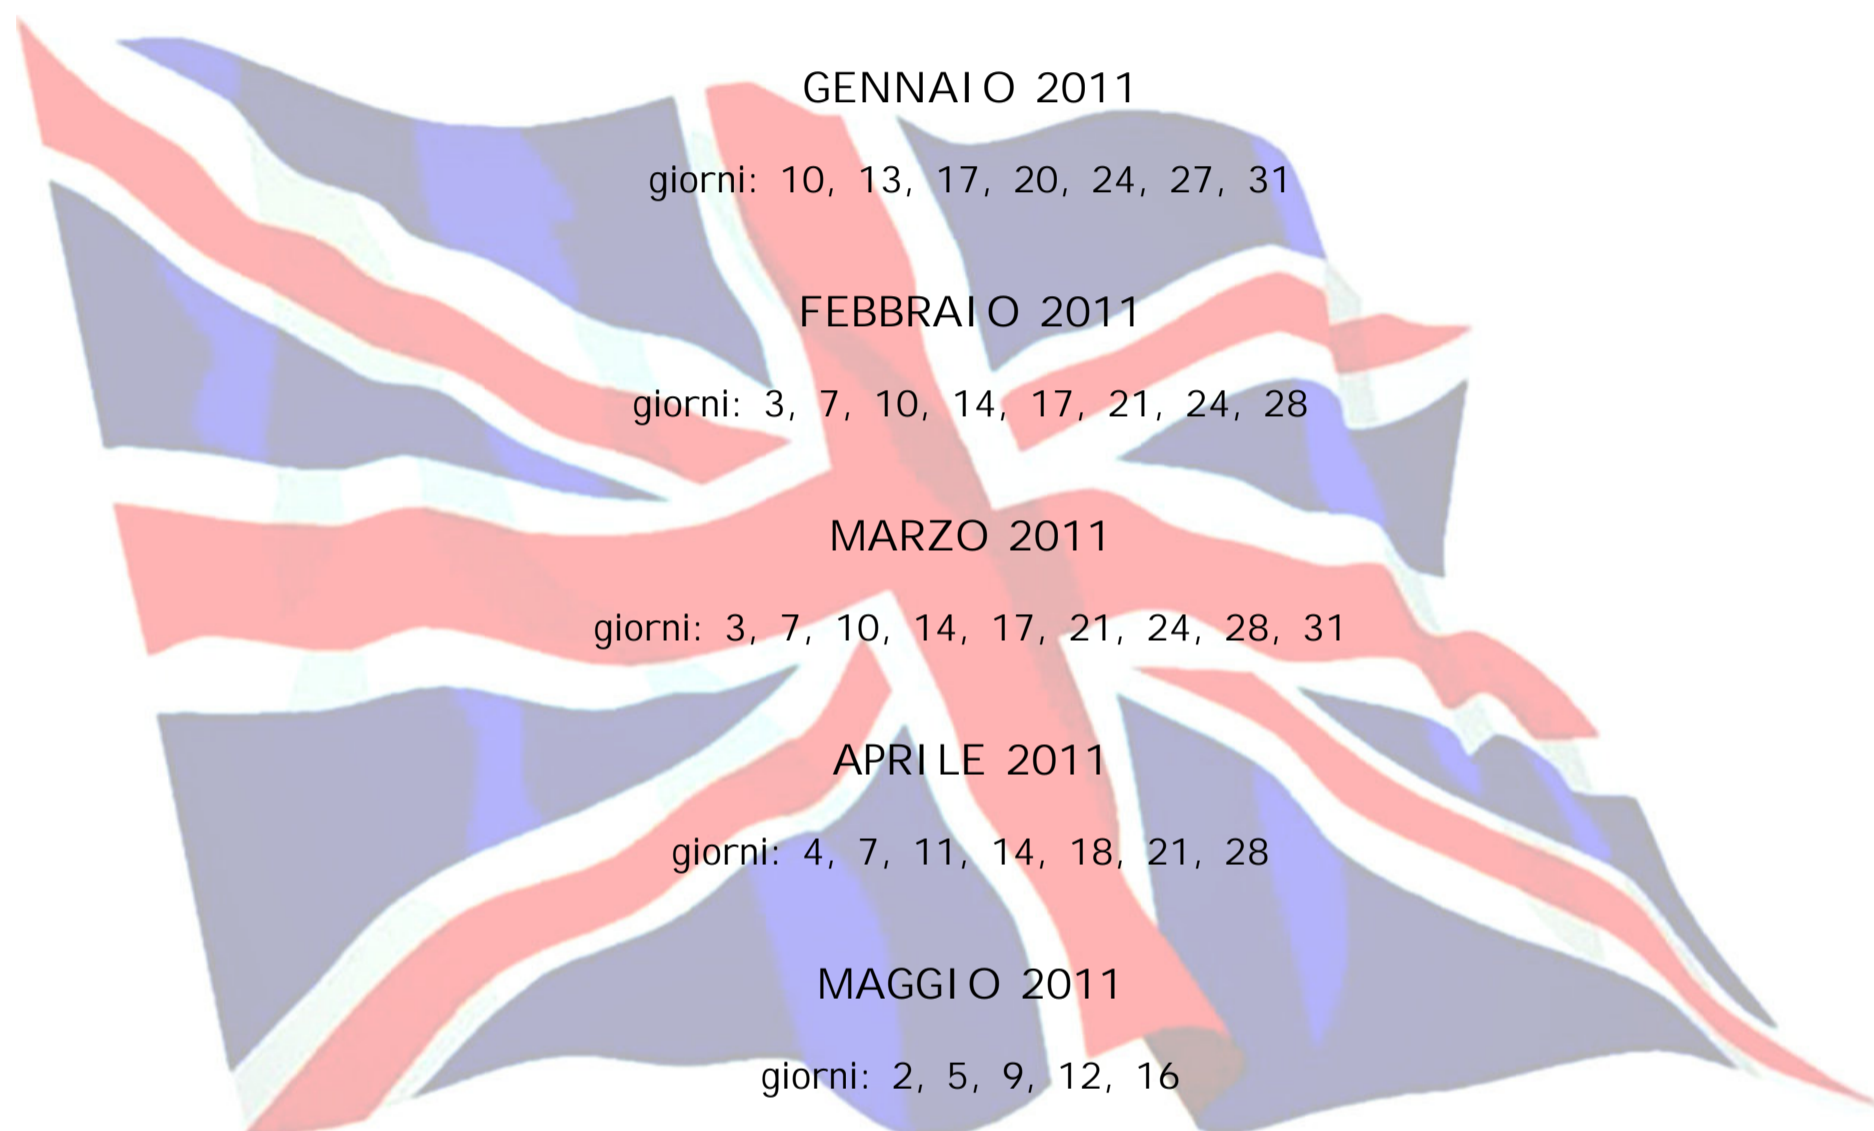 GENNAIO 2011
giorni: 10, 13, 17, 20, 24, 27, 31
FEBBRAIO 2011
giorni: 3, 7, 10, 14, 17, 21, 24, 28
MARZO 2011
giorni: 3, 7, 10, 14, 17, 21, 24, 28, 31
APRILE 2011
giorni: 4, 7, 11, 14, 18, 21, 28
MAGGIO 2011
giorni: 2, 5, 9, 12, 16